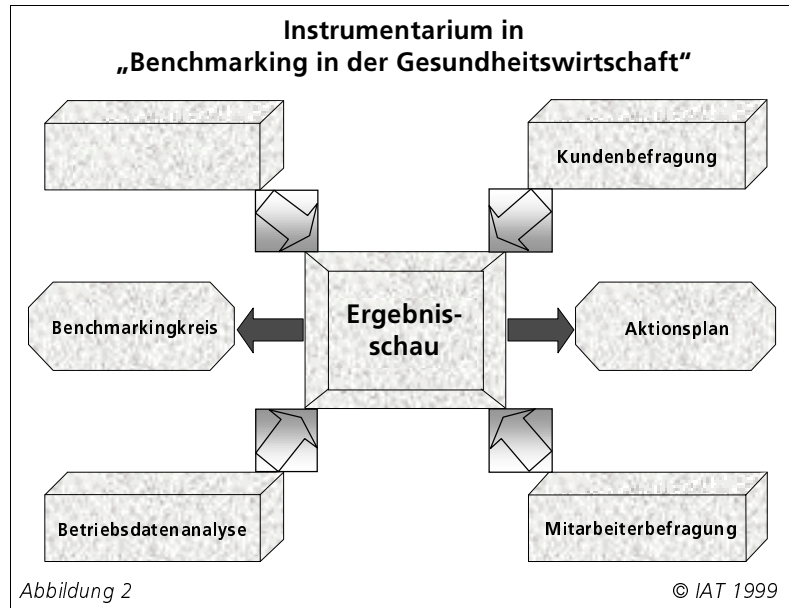 Instrumentarium in
„Benchmarking in der Gesundheitswirtschaft“
Kundenbefragung
Benchmarkingkreis
Ergebnis-
schau
Aktionsplan
Betriebsdatenanalyse
Mitarbeiterbefragung
Abbildung 2
© IAT 1999